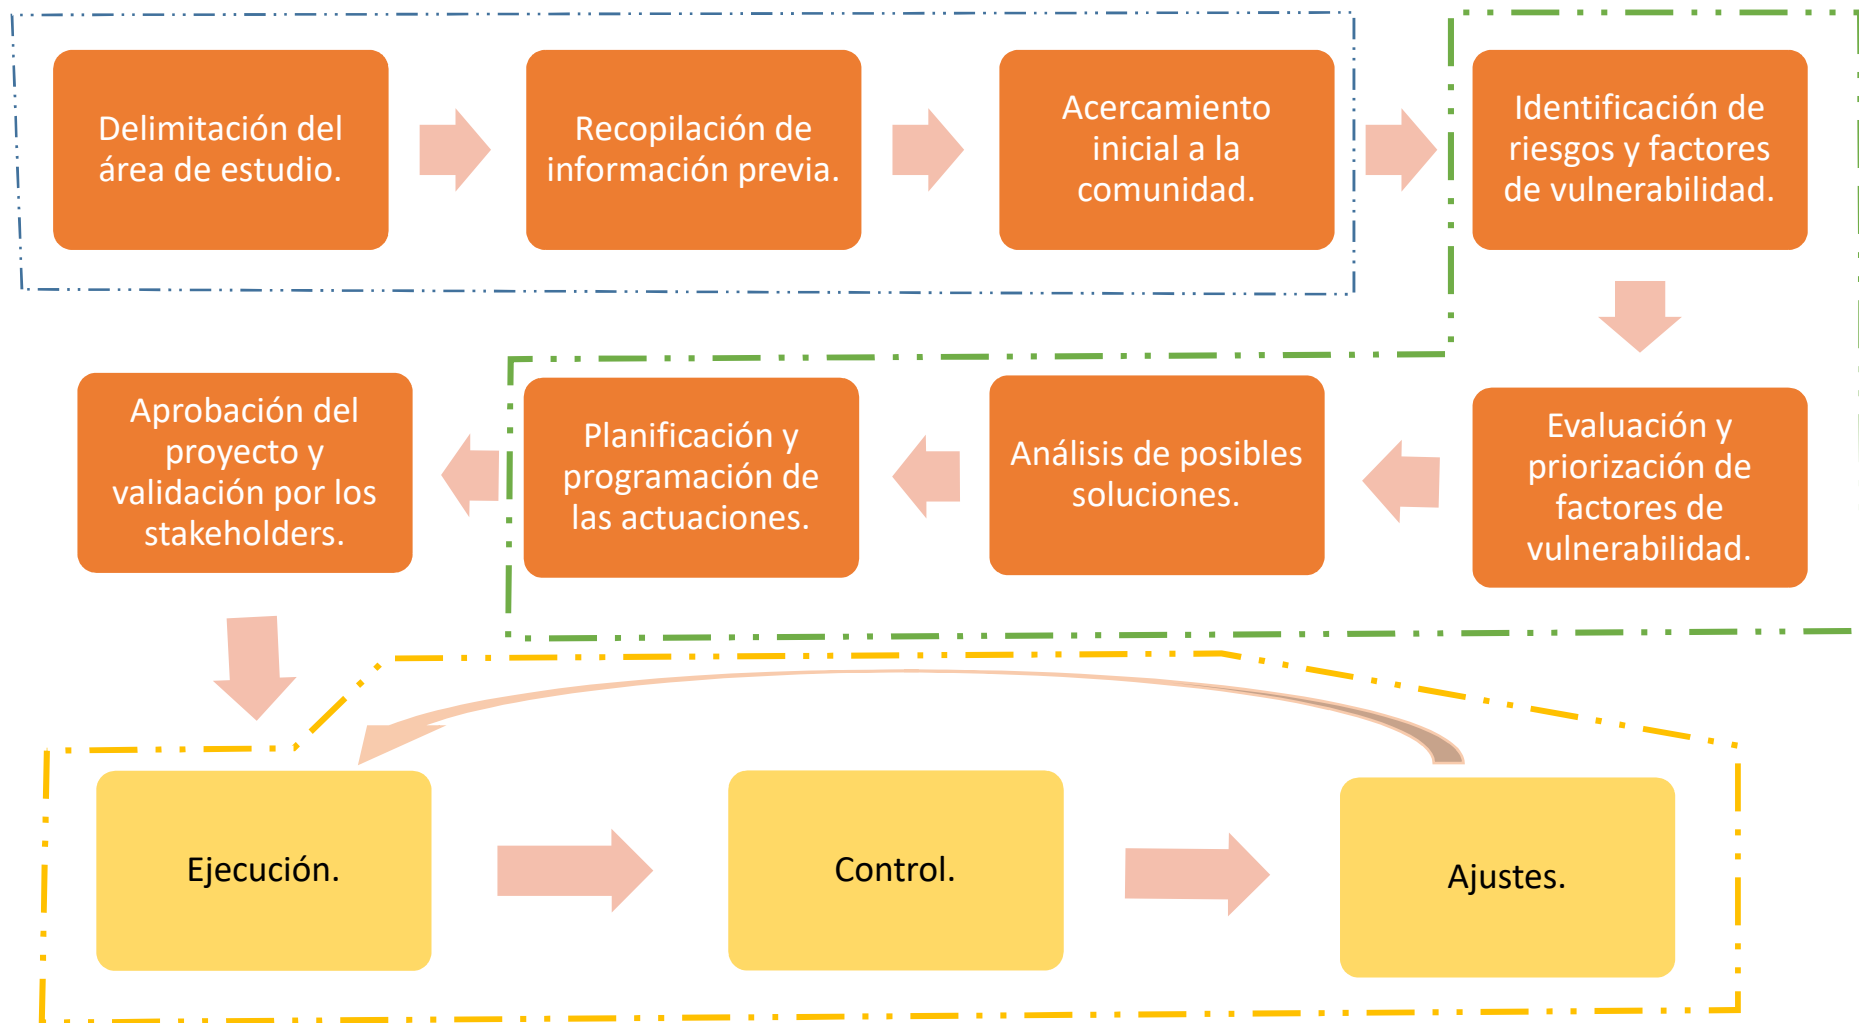 Delimitación del
área de estudio.
Recopilación de
información previa.
Acercamiento
inicial a la
comunidad.
Identificación de
riesgos y factores
de vulnerabilidad.
Evaluación y
priorización de
factores de
vulnerabilidad.
Análisis de posibles
soluciones.
Planificación y
programación de
las actuaciones.
Aprobación del
proyecto y
validación por los
stakeholders.
Ejecución.
Control.
Ajustes.